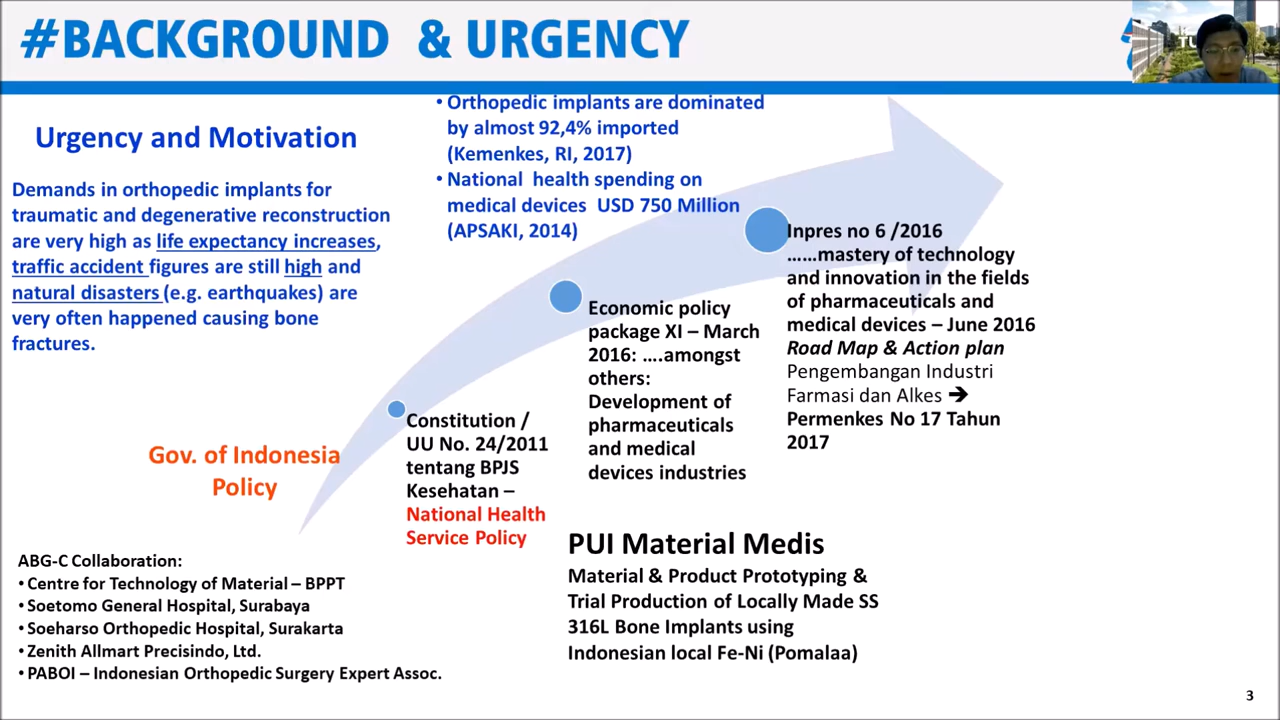 #BACKGROUND & URGENCY
Urgency and Motivation
Demands in orthopedic implants for
traumatic and degenerative reconstruction
are very high as life expectancy increases,
traffic accident figures are still high and
natural disasters (e.g. earthquakes) are
very often happened causing bone
fractures.
• Orthopedic implants are dominated
by almost 92,4% imported
(Kemenkes, RI, 2017)
• National health spending on
medical devices USD 750 Million
(APSAKI, 2014)
Gov. of Indonesia
Policy
Constitution /
UU No. 24/2011
tentang BPJS
Kesehatan –
National Health
Service Policy
Economic policy
package XI – March
2016: ….amongst
others:
Development of
pharmaceuticals
and medical
devices industries
Inpres no 6 /2016
……mastery of technology
and innovation in the fields
of pharmaceuticals and
medical devices – June 2016
Road Map & Action plan
Pengembangan Industri
Farmasi dan Alkes ➔
Permenkes No 17 Tahun
2017
ABG-C Collaboration:
• Centre for Technology of Material – BPPT
• Soetomo General Hospital, Surabaya
• Soeharso Orthopedic Hospital, Surakarta
• Zenith Allmart Precisindo, Ltd.
• PABOI – Indonesian Orthopedic Surgery Expert Assoc.
PUI Material Medis
Material & Product Prototyping &
Trial Production of Locally Made SS
316L Bone Implants using
Indonesian local Fe-Ni (Pomalaa)
3